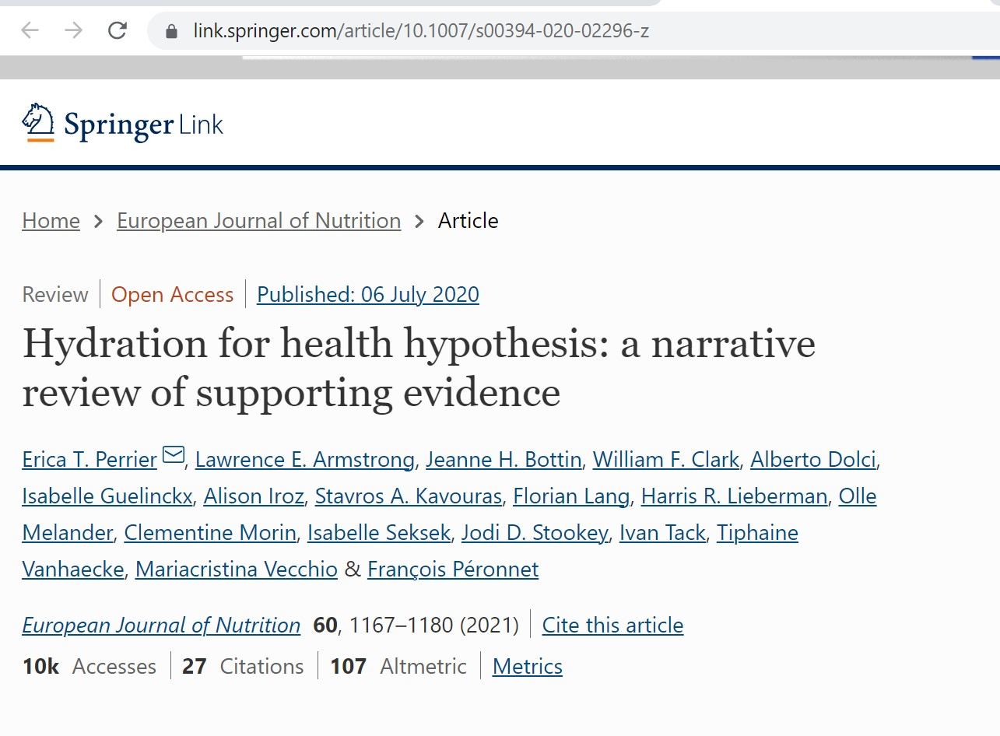 link.springer.com/article/10.1007/s00394-020-02296-z
Springer Link
Home > European Journal of Nutrition > Article
Review | Open Access | Published: 06 July 2020
Hydration for health hypothesis: a narrative
review of supporting evidence
Erica T. Perrier, Lawrence E. Armstrong, Jeanne H. Bottin, William F. Clark, Alberto Dolci,
Isabelle Guelinckx, Alison Iroz, Stavros A. Kavouras, Florian Lang, Harris R. Lieberman, Olle
Melander, Clementine Morin, Isabelle Seksek, Jodi D. Stookey, Ivan Tack, Tiphaine
Vanhaecke, Mariacristina Vecchio & François Péronnet
European Journal of Nutrition 60, 1167–1180 (2021) | Cite this article
10k Accesses | 27 Citations | 107 Altmetric | Metrics